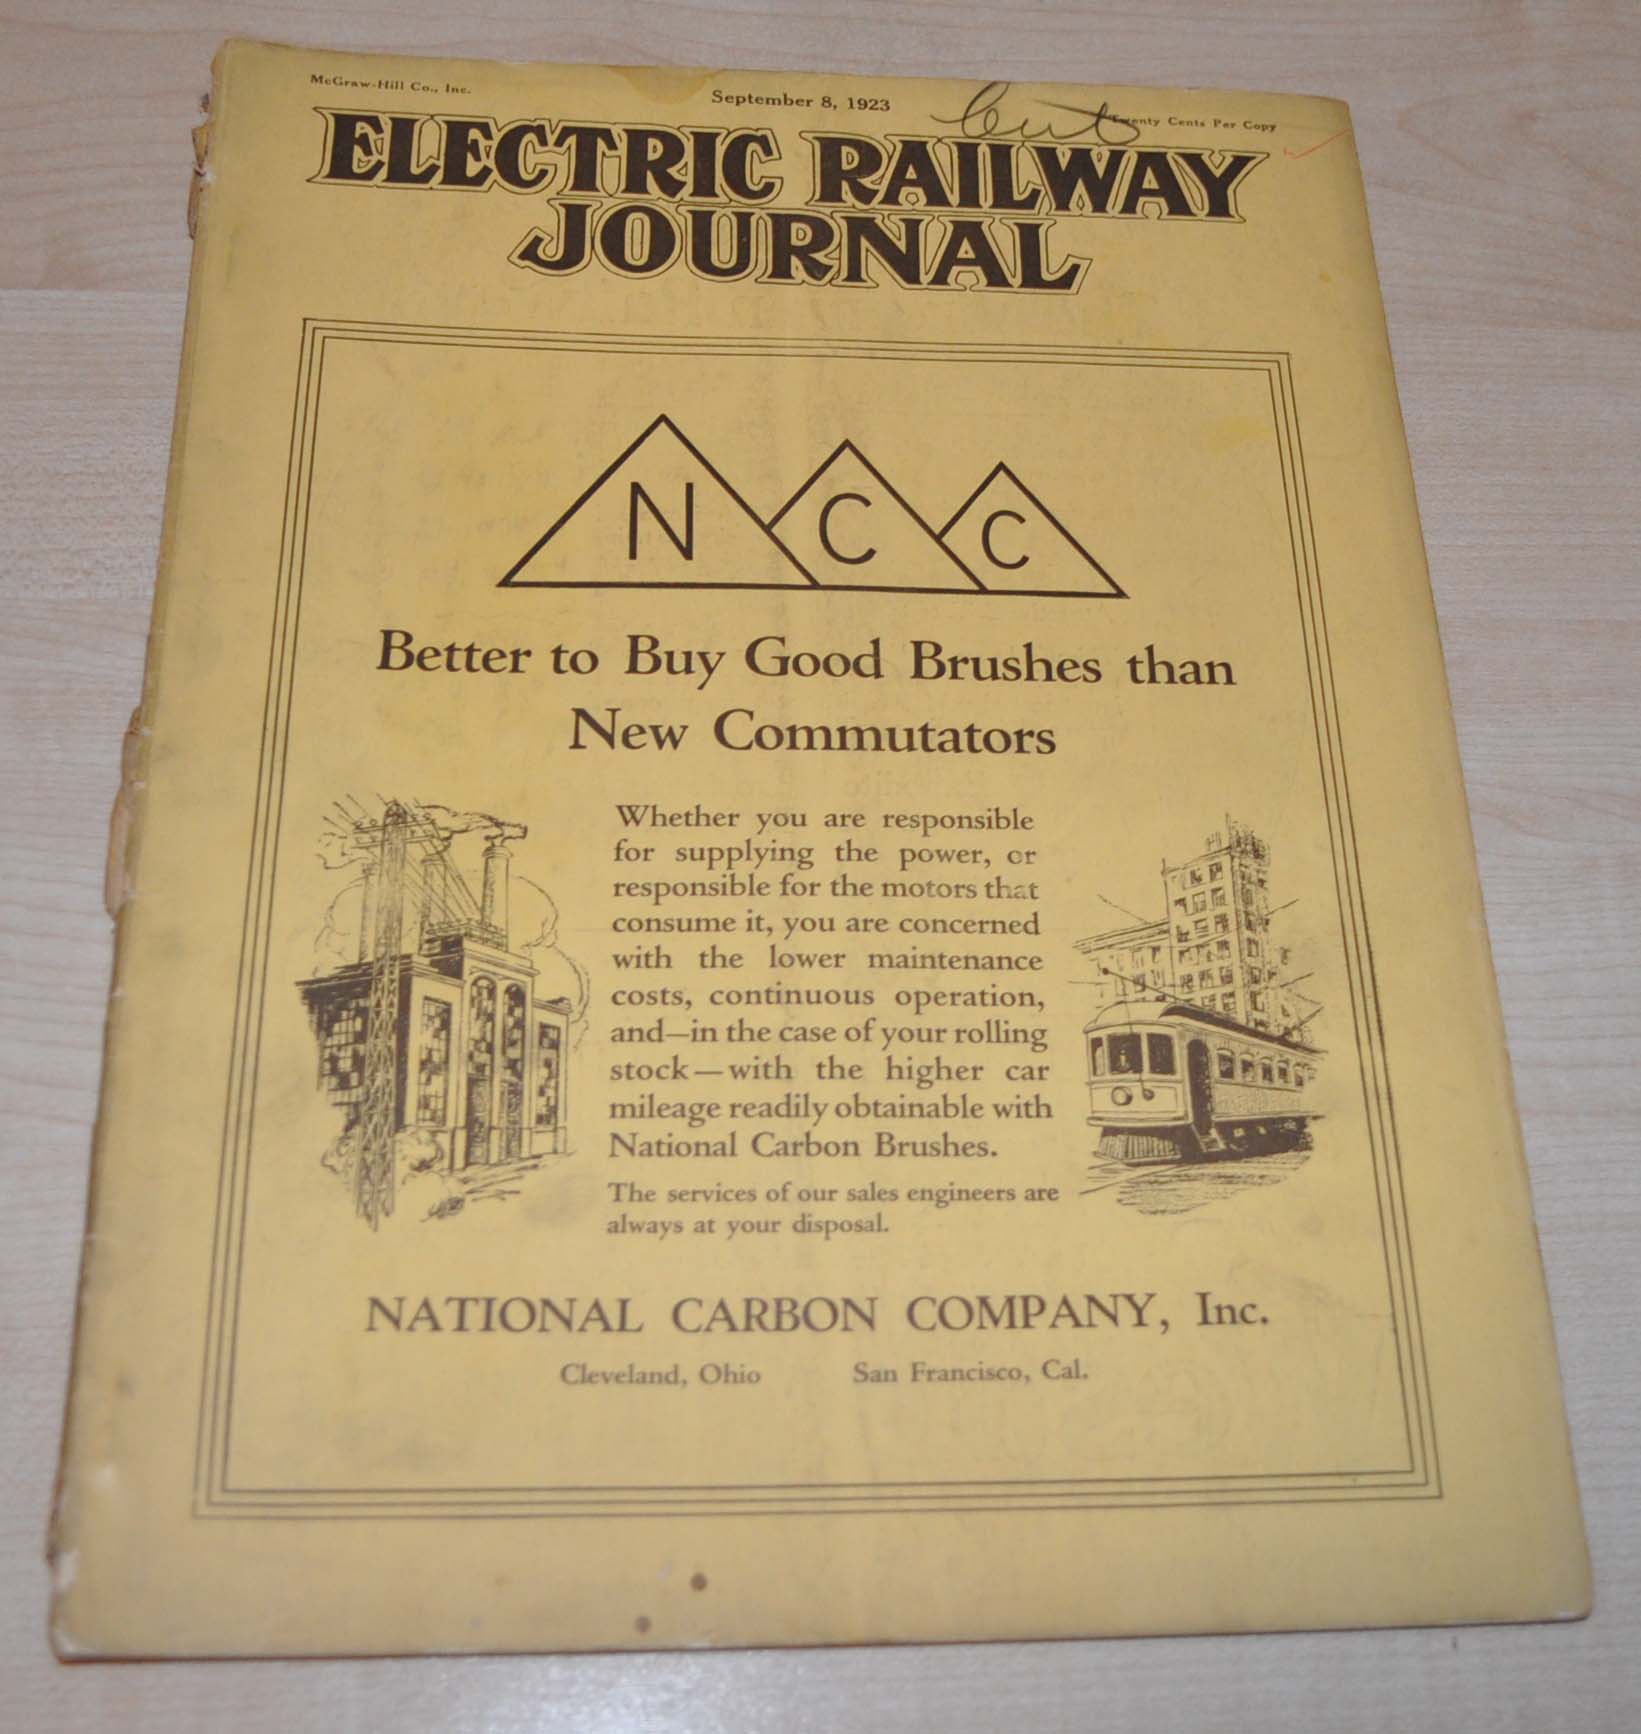 McGraw-Hill Co., Inc.
September 8, 1923
Twenty Cents Per Copy
ELECTRIC RAILWAY
JOURNAL
N C C
Better to Buy Good Brushes than
New Commutators
Whether you are responsible
for supplying the power, or
responsible for the motors that
consume it, you are concerned
with the lower maintenance
costs, continuous operation,
and—in the case of your rolling
stock—with the higher car
mileage readily obtainable with
National Carbon Brushes.
The services of our sales engineers are
always at your disposal.
NATIONAL CARBON COMPANY, Inc.
Cleveland, Ohio San Francisco, Cal.